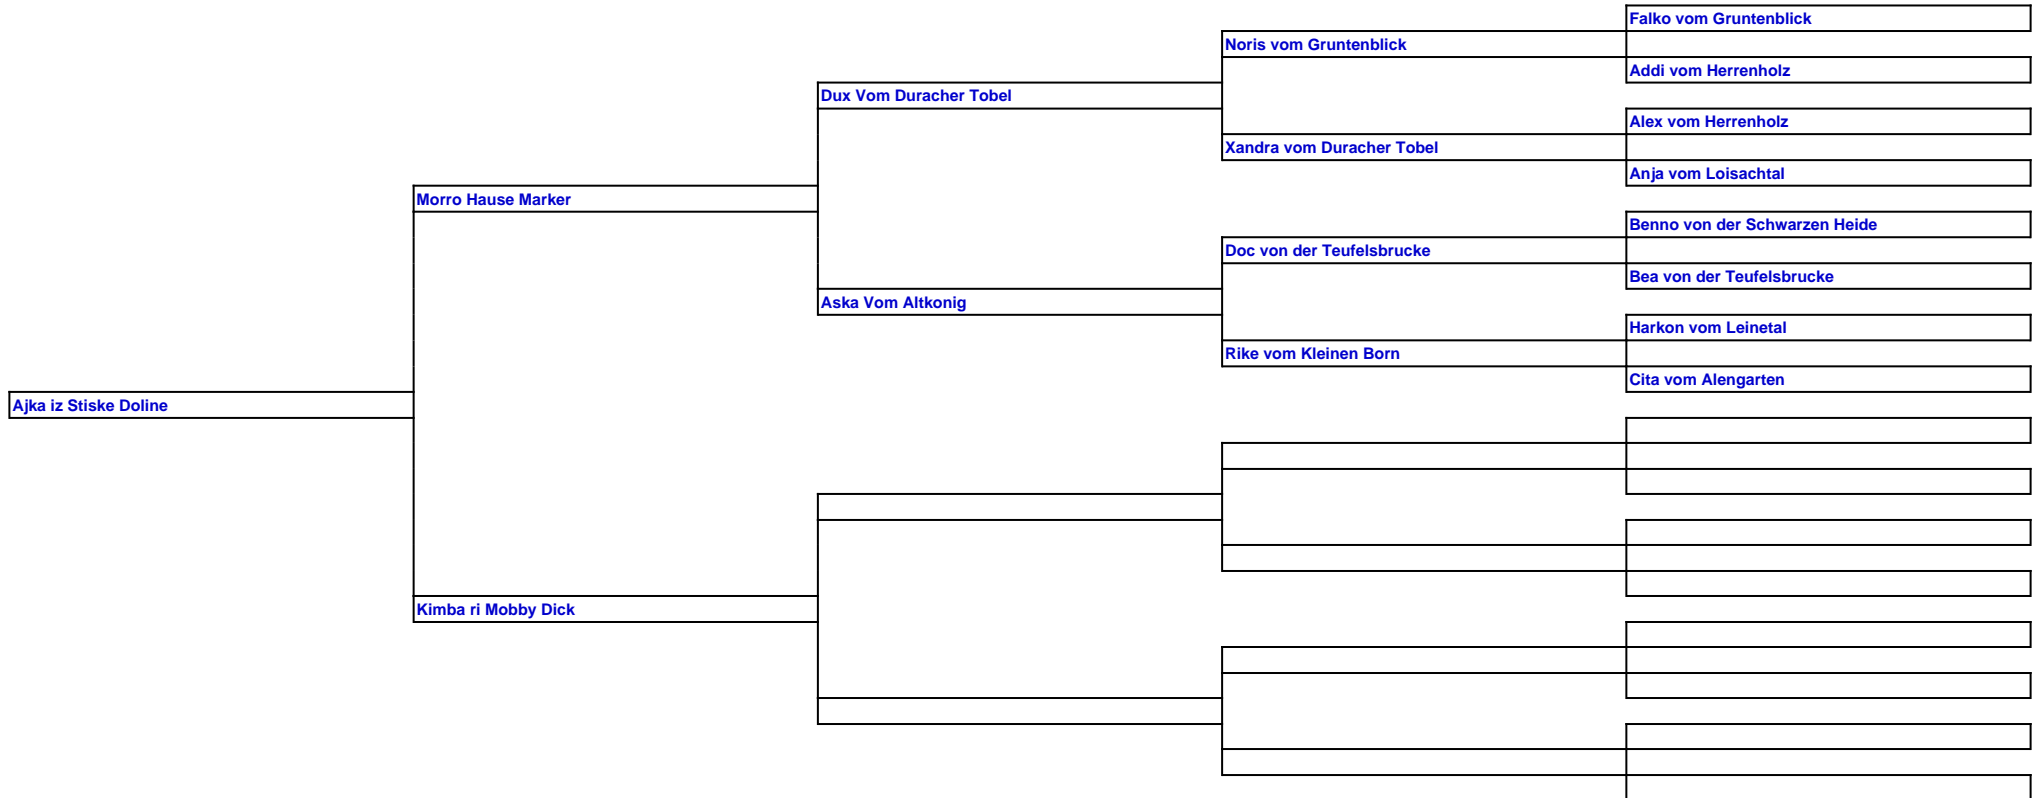 Falko vom Gruntenblick
Noris vom Gruntenblick
Addi vom Herrenholz
Dux Vom Duracher Tobel
Alex vom Herrenholz
Xandra vom Duracher Tobel
Anja vom Loisachtal
Morro Hause Marker
Benno von der Schwarzen Heide
Doc von der Teufelsbrucke
Bea von der Teufelsbrucke
Aska Vom Altkonig
Harkon vom Leinetal
Rike vom Kleinen Born
Cita vom Alengarten
Ajka iz Stiske Doline
Kimba ri Mobby Dick